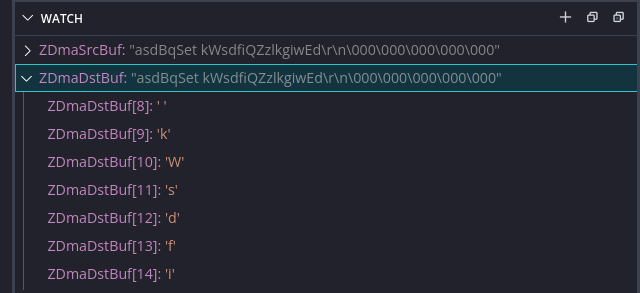 WATCH
ZDmaSrcBuf: "asdBqSet kWsdfiQZzlkgiwEd\r\n\000\000\000\000\000"
ZDmaDstBuf: "asdBqSet kWsdfiQZzlkgiwEd\r\n\000\000\000\000\000"
ZDmaDstBuf[8]: ' '
ZDmaDstBuf[9]: 'k'
ZDmaDstBuf[10]: 'W'
ZDmaDstBuf[11]: 's'
ZDmaDstBuf[12]: 'd'
ZDmaDstBuf[13]: 'f'
ZDmaDstBuf[14]: 'i'